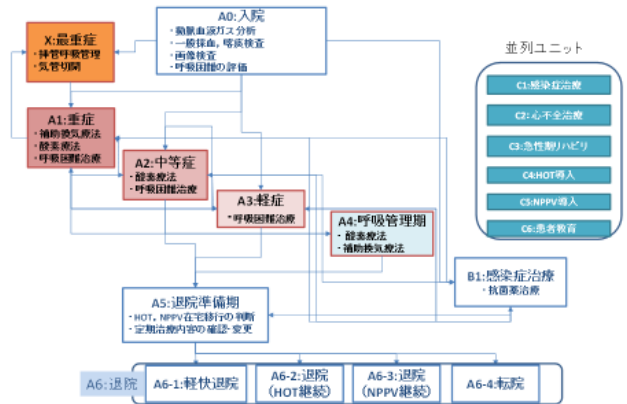 A0:入院
・動脈血液ガス分析
・一般採血，喀痰検査
・画像検査
・呼吸困難の評価
X:最重症
・挿管呼吸管理
・気管切開
並列ユニット
C1:感染症治療
C2: 心不全治療
C3:急性期リハビリ
C4:HOT導入
C5:NPPV導入
C6:患者教育
A1:重症
・補助換気療法
・酸素療法
・呼吸困難治療
A2:中等症
・酸素療法
・呼吸困難治療
A3:軽症
・呼吸困難治療
A4:呼吸管理期
・酸素療法
・補助換気療法
B1:感染症治療
・抗菌薬治療
A5:退院準備期
・HOT，NPPV在宅移行の判断
・定期治療内容の確認・変更
A6:退院
A6-1:軽快退院
A6-2:退院
（HOT継続）
A6-3:退院
（NPPV継続）
A6-4:転院